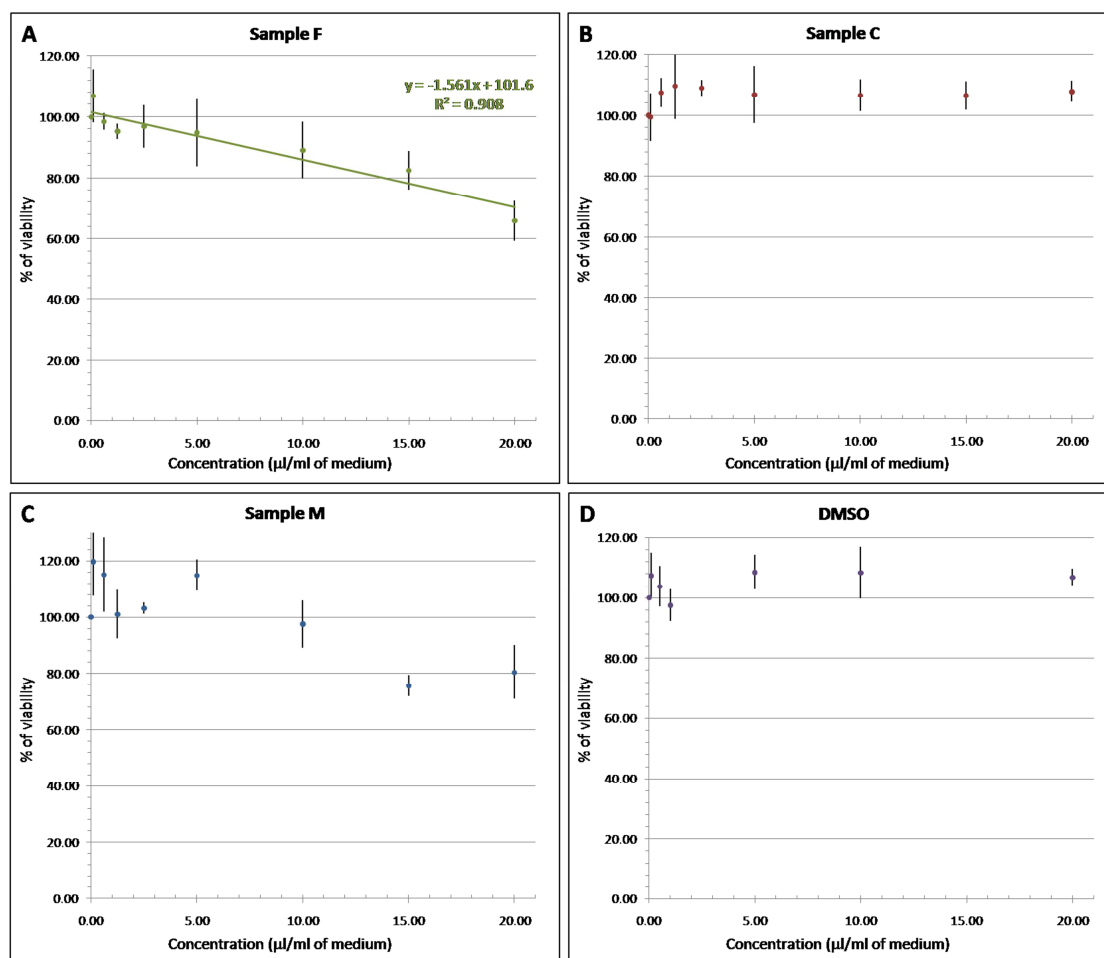 A
Sample F
120.00
100.00
80.00
60.00
40.00
20.00
0.00
% of viability
y = -1.561x + 101.6
R² = 0.908
0.00 5.00 10.00 15.00 20.00
Concentration (µl/ml of medium)
B
Sample C
120.00
100.00
80.00
60.00
40.00
20.00
0.00
% of viability
0.00 5.00 10.00 15.00 20.00
Concentration (µl/ml of medium)
C
Sample M
120.00
100.00
80.00
60.00
40.00
20.00
0.00
% of viability
0.00 5.00 10.00 15.00 20.00
Concentration (µl/ml of medium)
D
DMSO
120.00
100.00
80.00
60.00
40.00
20.00
0.00
% of viability
0.00 5.00 10.00 15.00 20.00
Concentration (µl/ml of medium)